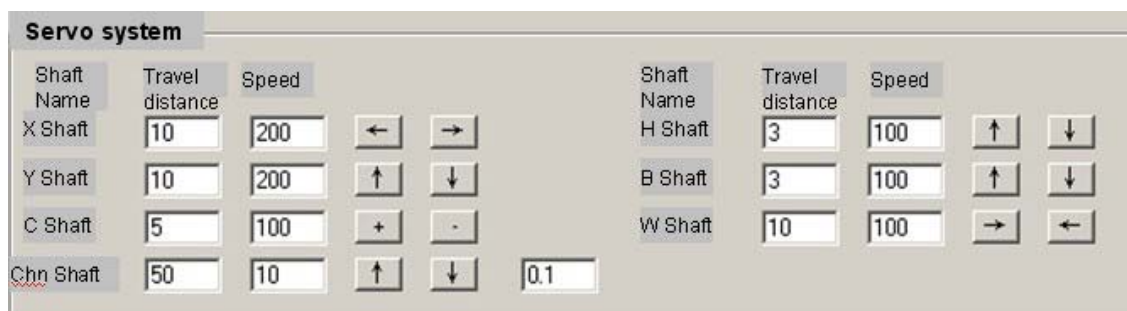 Servo system
Shaft Name Travel distance Speed Shaft Name Travel distance Speed
X Shaft 10 200 ← → H Shaft 3 100 ↑ ↓
Y Shaft 10 200 ↑ ↓ B Shaft 3 100 ↑ ↓
C Shaft 5 100 + - W Shaft 10 100 → ←
Chn Shaft 50 10 ↑ ↓ 0.1